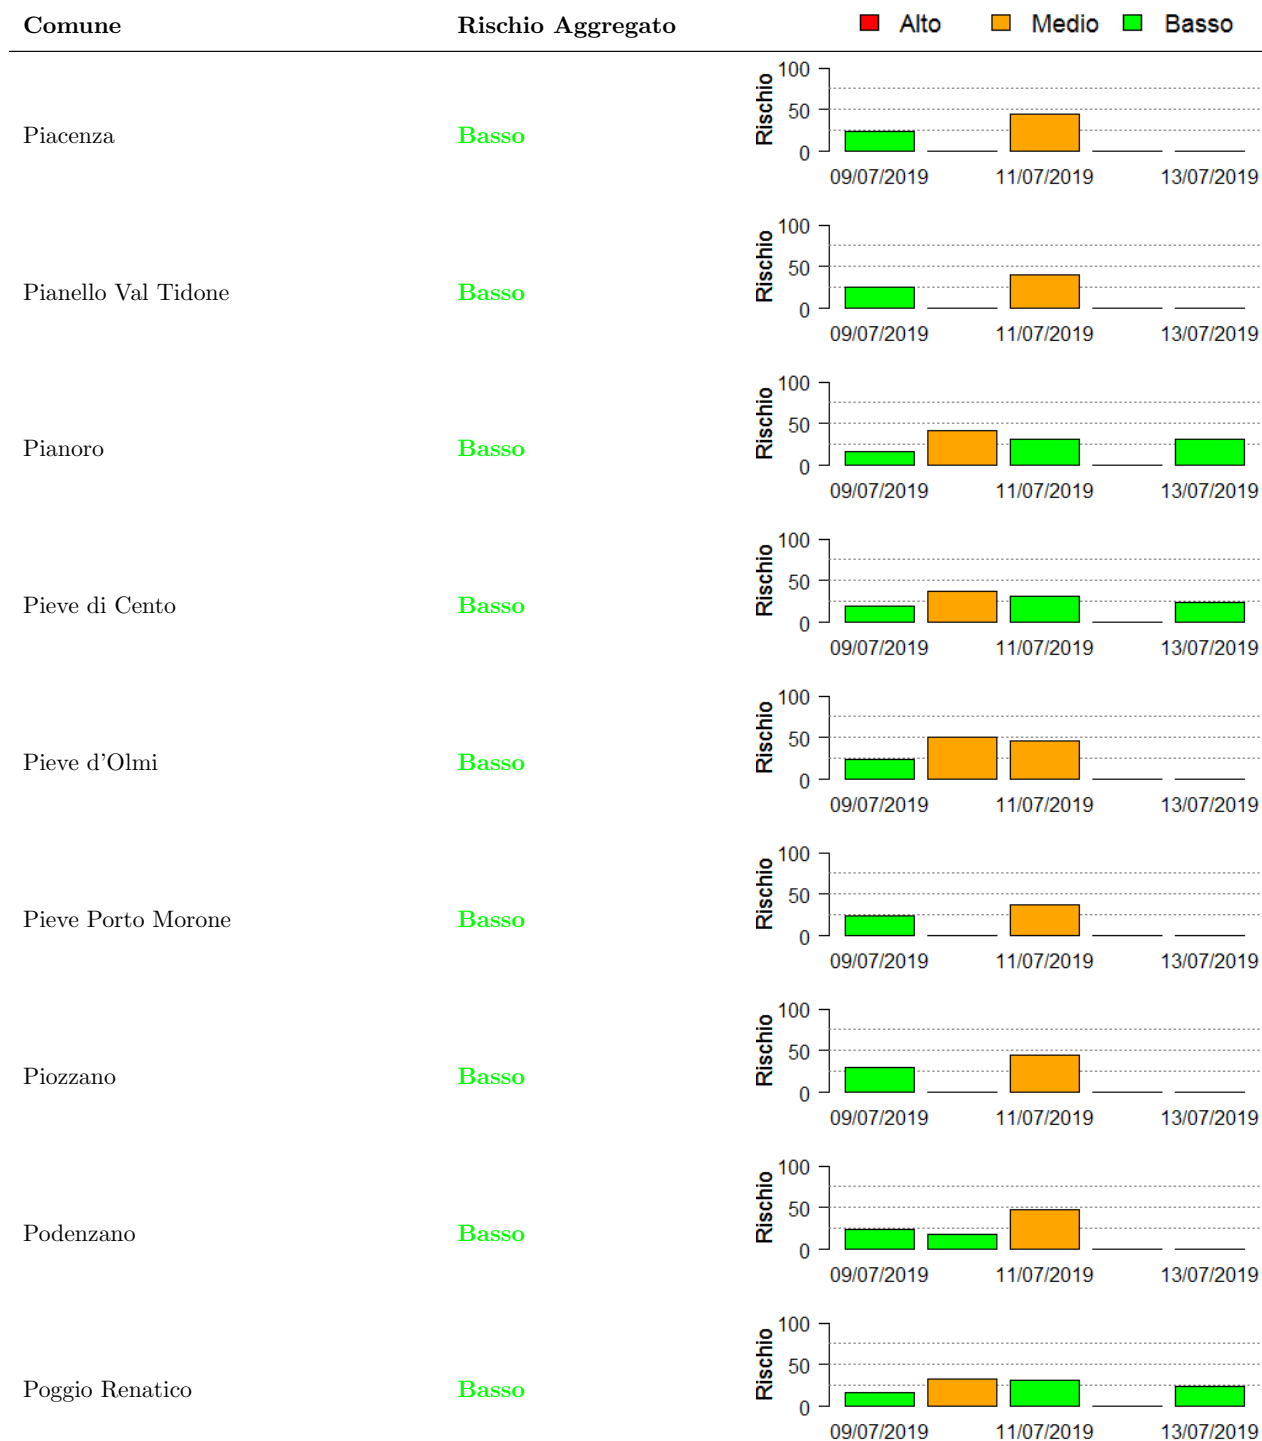 Comune Rischio Aggregato Alto Medio Basso
Piacenza Basso Rischio 100 50 0
09/07/2019 11/07/2019 13/07/2019
Pianello Val Tidone Basso Rischio 100 50 0
09/07/2019 11/07/2019 13/07/2019
Pianoro Basso Rischio 100 50 0
09/07/2019 11/07/2019 13/07/2019
Pieve di Cento Basso Rischio 100 50 0
09/07/2019 11/07/2019 13/07/2019
Pieve d'Olmi Basso Rischio 100 50 0
09/07/2019 11/07/2019 13/07/2019
Pieve Porto Morone Basso Rischio 100 50 0
09/07/2019 11/07/2019 13/07/2019
Piozzano Basso Rischio 100 50 0
09/07/2019 11/07/2019 13/07/2019
Podenzano Basso Rischio 100 50 0
09/07/2019 11/07/2019 13/07/2019
Poggio Renatico Basso Rischio 100 50 0
09/07/2019 11/07/2019 13/07/2019